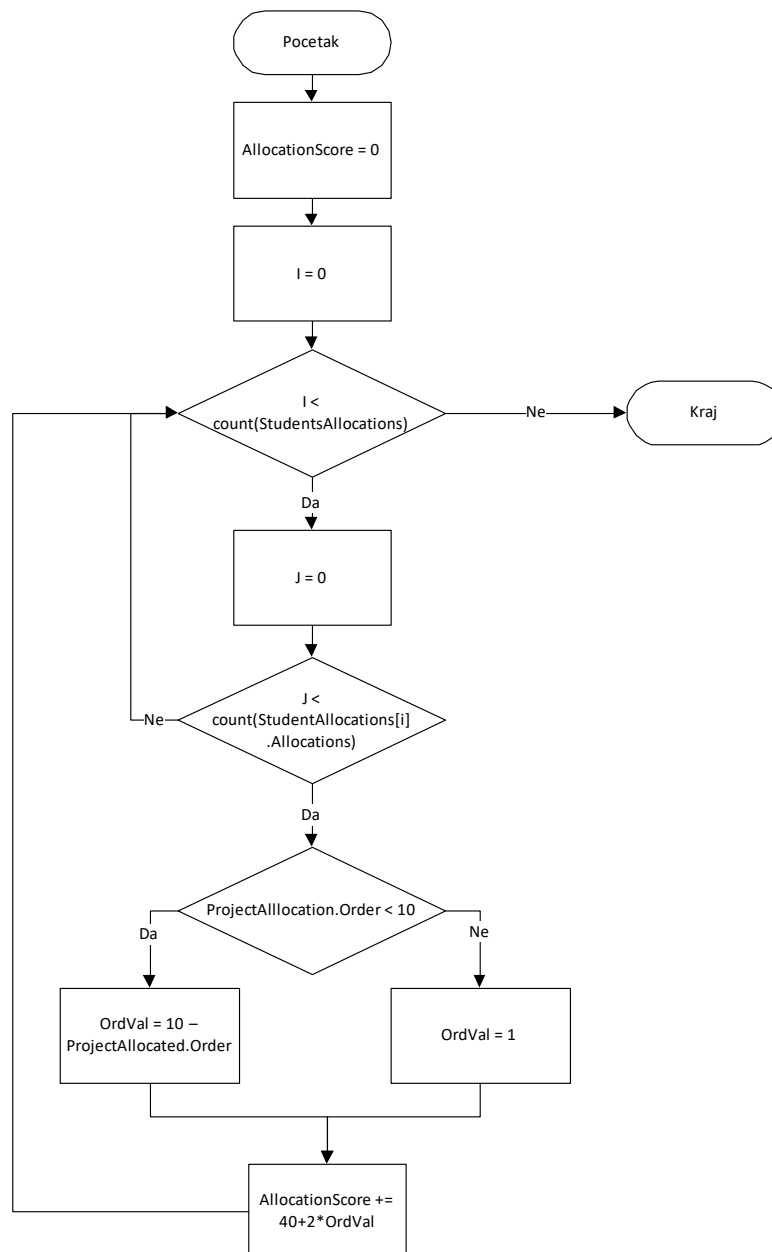 Pocetak
AllocationScore = 0
I = 0
I <
count(StudentsAllocations)
Ne
Kraj
Da
J = 0
J <
count(StudentAllocations[i]
.Allocations)
Ne
Da
ProjectAlllocation.Order < 10
Da
Ne
OrdVal = 10 –
ProjectAllocated.Order
OrdVal = 1
AllocationScore +=
40+2*OrdVal